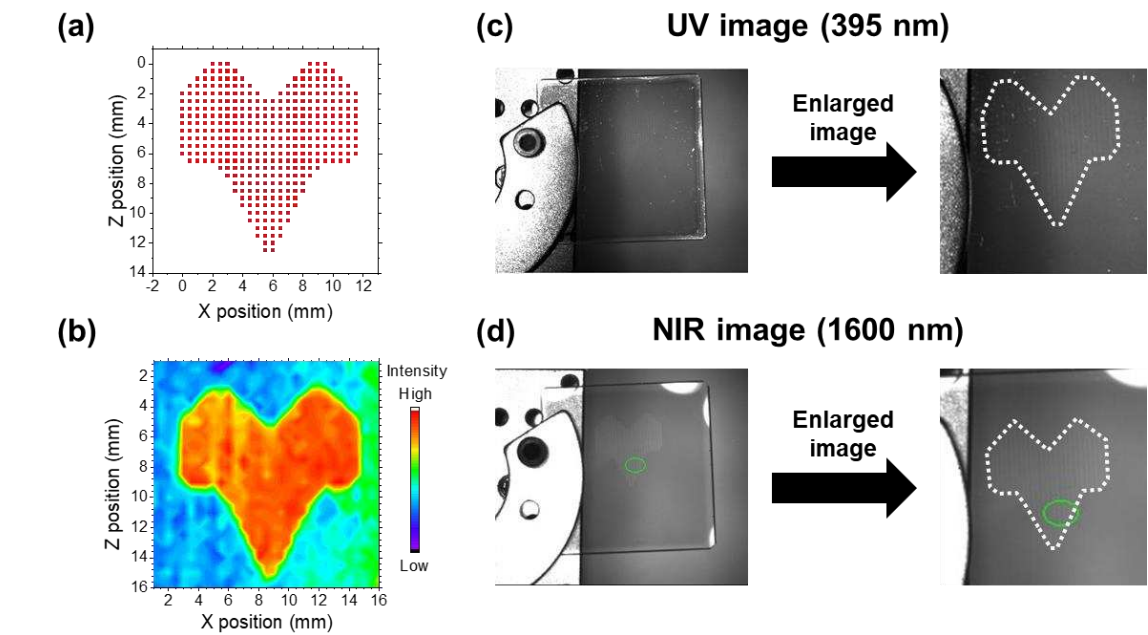 (a)
0
2
4
6
8
10
12
14
Z position (mm)
-2 0 2 4 6 8 10 12
X position (mm)
(b)
2
4
6
8
10
12
14
16
Z position (mm)
2 4 6 8 10 12 14 16
X position (mm)
Intensity
High
Low
(c)
UV image (395 nm)
Enlarged
image
(d)
NIR image (1600 nm)
Enlarged
image